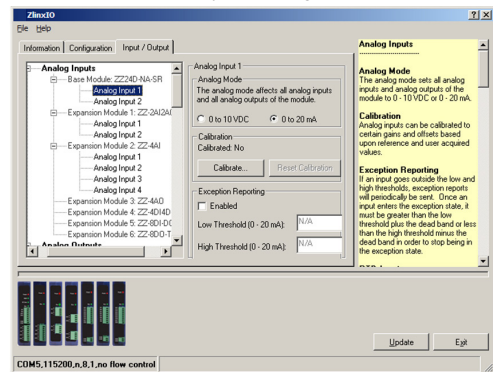 ZlinxIO
File Help
Information Configuration Input / Output
Analog Inputs
Base Module: ZZ24D-NA-SR
Analog Input 1
Analog Input 2
Expansion Module 1: ZZ-2AI2AI
Analog Input 1
Analog Input 2
Expansion Module 2: ZZ-4AI
Analog Input 1
Analog Input 2
Analog Input 3
Analog Input 4
Expansion Module 3: ZZ-4AO
Expansion Module 4: ZZ-4DI4D
Expansion Module 5: ZZ-8DI-DC
Expansion Module 6: ZZ-8DO-T
Analog Outputs
Analog Input 1
Analog Mode
The analog mode affects all analog inputs
and all analog outputs of the module.
0 to 10 VDC 0 to 20 mA
Calibration
Calibrated: No
Calibrate... Reset Calibration
Exception Reporting
Enabled
Low Threshold (0 - 20 mA): N/A
High Threshold (0 - 20 mA): N/A
Analog Inputs
Analog Mode
The analog mode sets all analog
inputs and analog outputs of the
module to 0 - 10 VDC or 0 - 20 mA.
Calibration
Analog inputs can be calibrated to
certain gains and offsets based
upon reference and user acquired
values.
Exception Reporting
If an input goes outside the low and
high thresholds, exception reports
will periodically be sent. Once an
input enters the exception state, it
must be greater than the low
threshold plus the dead band or less
than the high threshold minus the
dead band in order to stop being in
the exception state.
Update Exit
COM5,115200,n,8,1,no flow control